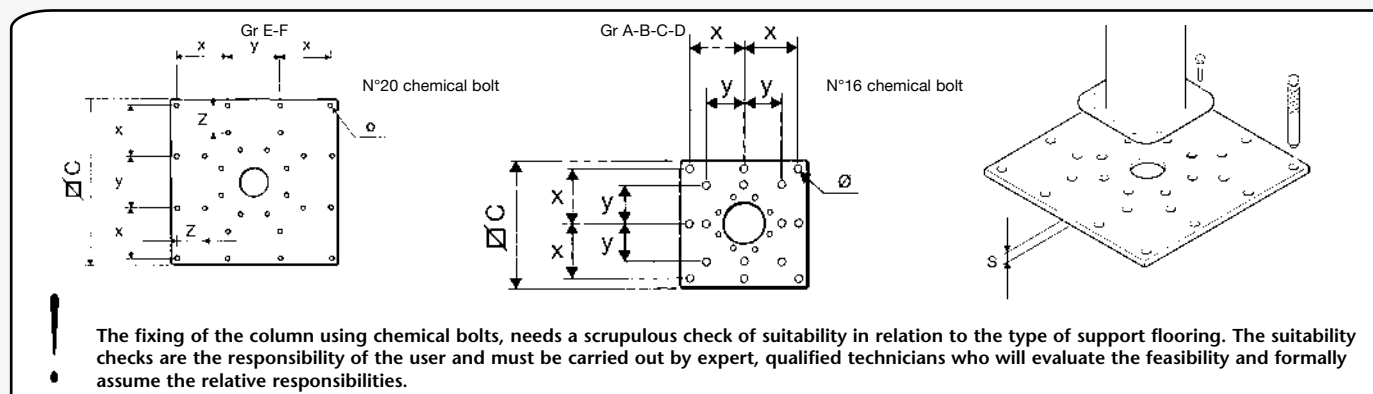 Gr E-F
x y x
N°20 chemical bolt
Z
x
y
x
C
Z
Gr A-B-C-D
x x
y y
N°16 chemical bolt
Ø
x
y
y
x
C
S
The fixing of the column using chemical bolts, needs a scrupulous check of suitability in relation to the type of support flooring. The suitability
checks are the responsibility of the user and must be carried out by expert, qualified technicians who will evaluate the feasibility and formally
assume the relative responsibilities.